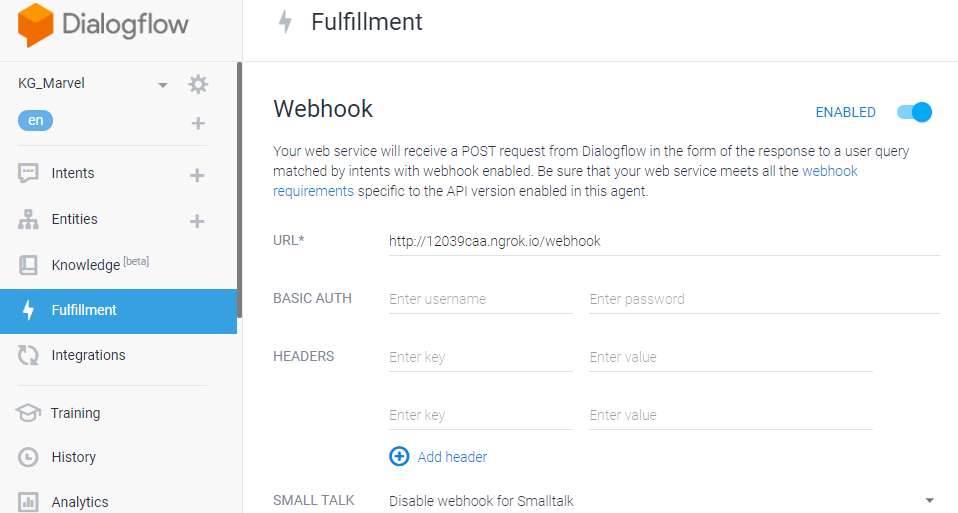 Dialogflow
Fulfillment
KG_Marvel
en
Intents
Entities
Knowledge [beta]
Fulfillment
Integrations
Training
History
Analytics
Webhook
ENABLED
Your web service will receive a POST request from Dialogflow in the form of the response to a user query
matched by intents with webhook enabled. Be sure that your web service meets all the webhook
requirements specific to the API version enabled in this agent.
URL* http://12039caa.ngrok.io/webhook
BASIC AUTH Enter username Enter password
HEADERS Enter key Enter value
Enter key Enter value
Add header
SMALL TALK Disable webhook for Smalltalk